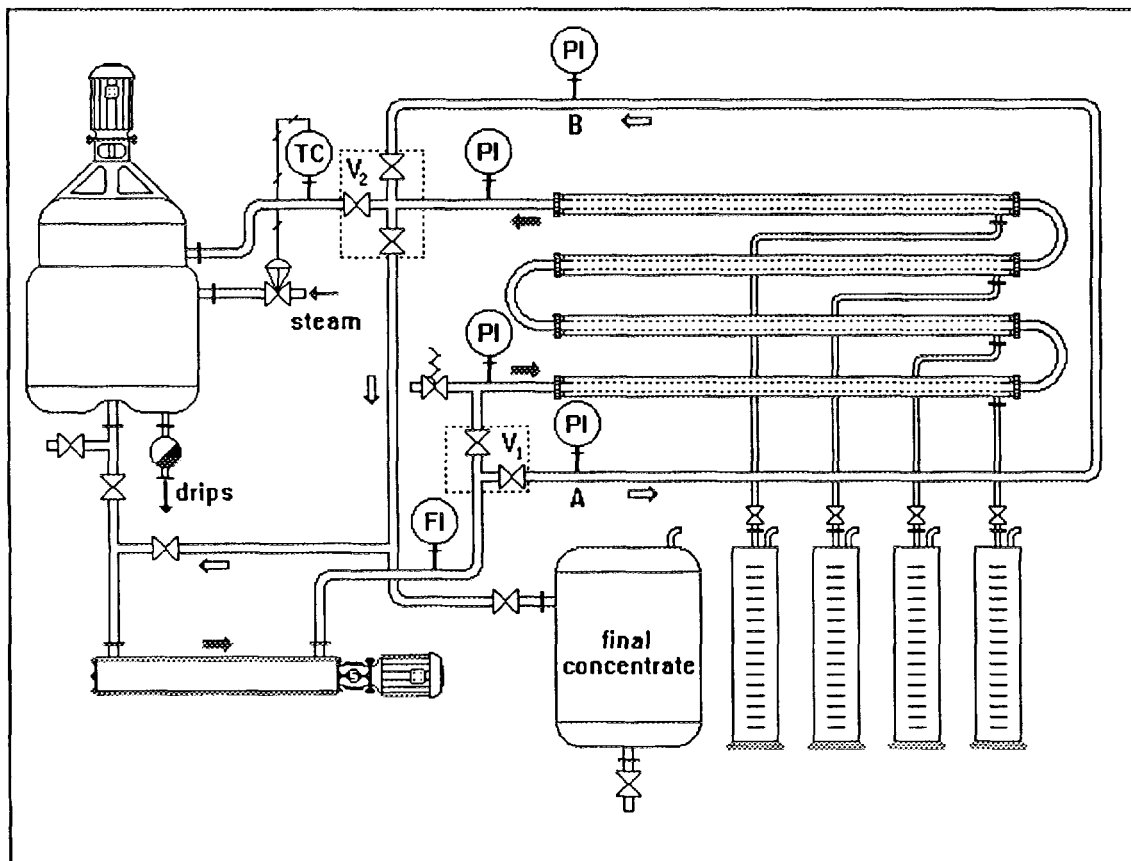 PI
B
TC
V2
PI
steam
PI
PI
V1
A
drips
FI
final
concentrate